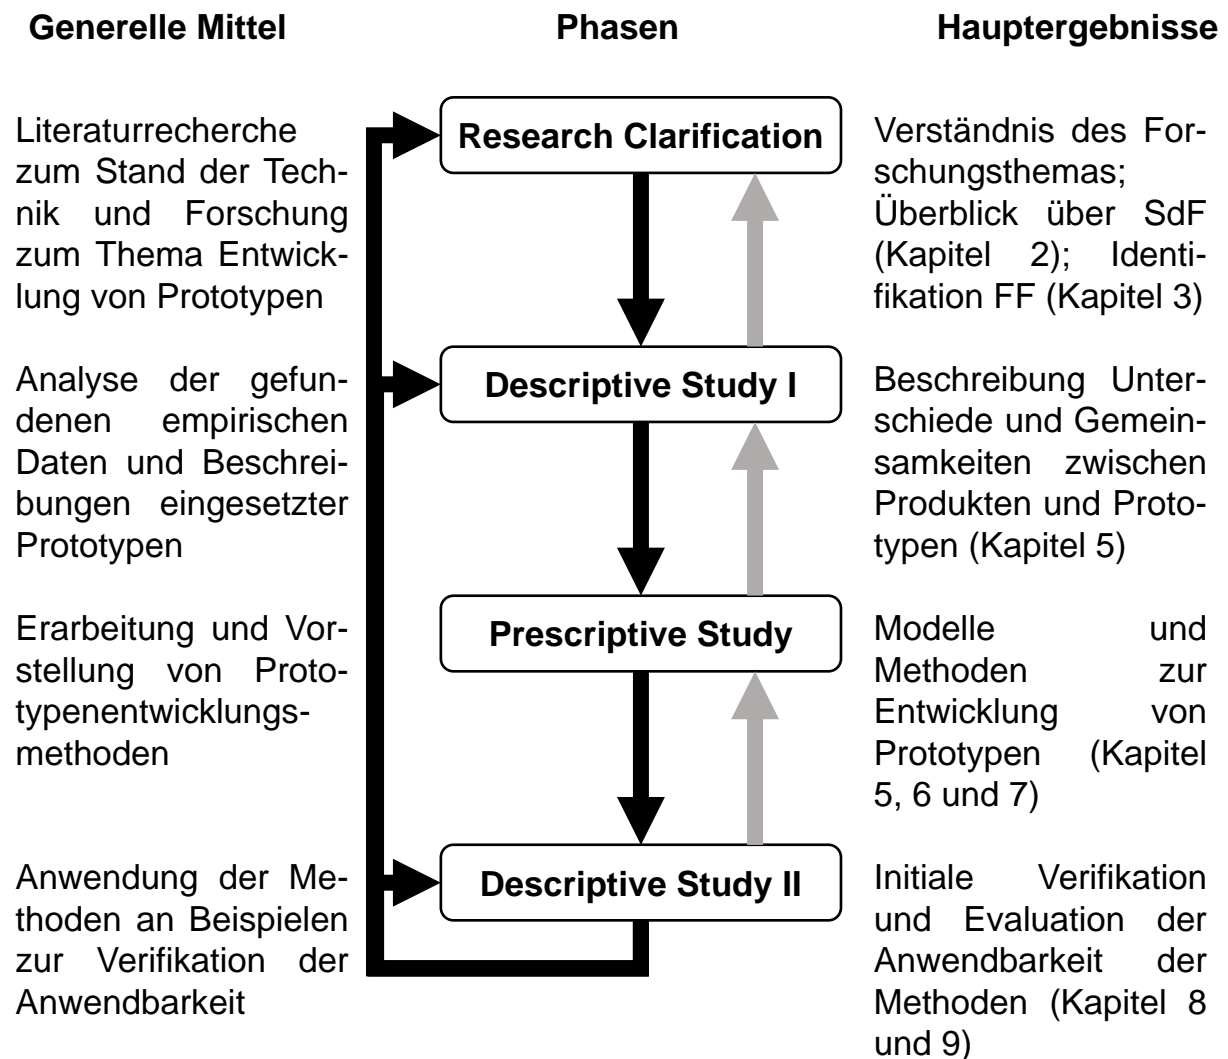 Generelle Mittel
Phasen
Hauptergebnisse
Literaturrecherche
zum Stand der Tech-
nik und Forschung
zum Thema Entwick-
lung von Prototypen
Research Clarification
Verständnis des For-
schungsthemas;
Überblick über SdF
(Kapitel 2); Identi-
fikation FF (Kapitel 3)
Analyse der gefun-
denen empirischen
Daten und Beschrei-
bungen eingesetzter
Prototypen
Descriptive Study I
Beschreibung Unter-
schiede und Gemein-
samkeiten zwischen
Produkten und Proto-
typen (Kapitel 5)
Erarbeitung und Vor-
stellung von Proto-
typenentwicklungs-
methoden
Prescriptive Study
Modelle und
Methoden zur
Entwicklung von
Prototypen (Kapitel
5, 6 und 7)
Anwendung der Me-
thoden an Beispielen
zur Verifikation der
Anwendbarkeit
Descriptive Study II
Initiale Verifikation
und Evaluation der
Anwendbarkeit der
Methoden (Kapitel 8
und 9)